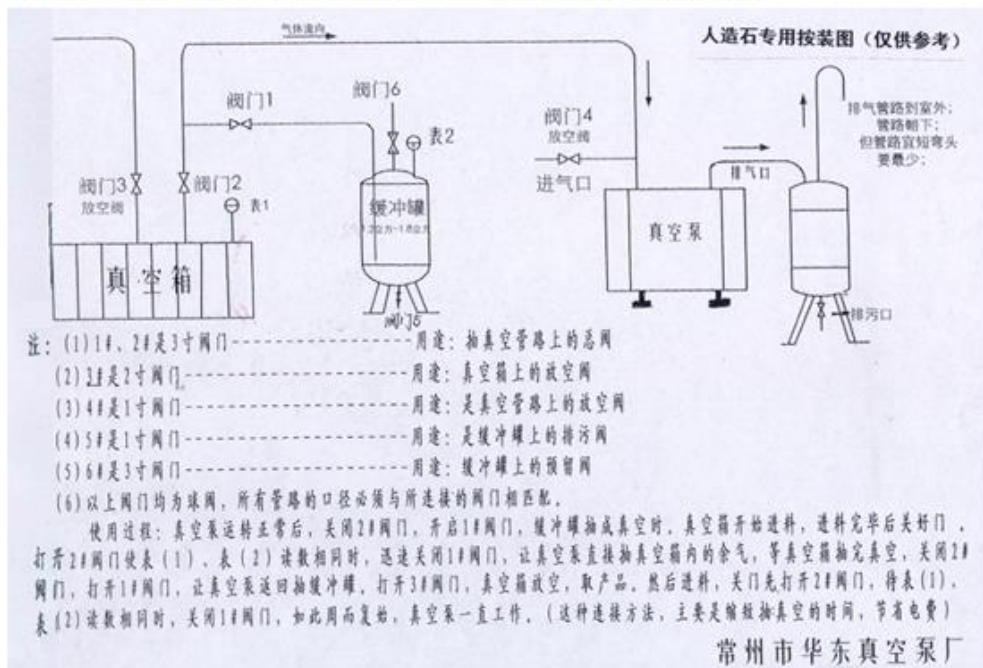 气体流向
人造石专用按装图（仅供参考）
阀门1
阀门6
表2
阀门4
放空阀
进气口
排气管路到室外；
管路朝下；
但管路宜短弯头
要最少；
排气口
阀门3
放空阀
阀门2
表1
缓冲罐
真空泵
真空箱
阀门5
排污口
注：(1)1#、2#是3寸阀门----------------用途：抽真空管路上的总阀
(2)3#是2寸阀门----------------用途：真空箱上的放空阀
(3)4#是1寸阀门----------------用途：是真空管路上的放空阀
(4)5#是1寸阀门----------------用途：是缓冲罐上的排污阀
(5)6#是3寸阀门----------------用途：缓冲罐上的预留阀
(6)以上阀门均为球阀，所有管路的口径必须与所连接的阀门相匹配。
使用过程：真空泵运转正常后，关闭2#阀门，开启1#阀门，缓冲罐抽成真空时。真空箱开始进料，进料完毕后关好门。
打开2#阀门使表(1)、表(2)读数相同时，迅速关闭1#阀门，让真空泵直接抽真空箱内的余气，等真空箱抽完真空，关闭2#
阀门，打开1#阀门，让真空泵返回抽缓冲罐。打开3#阀门，真空箱放空，取产品。然后进料，关门先打开2#阀门，待表(1)、
表(2)读数相同时，关闭1#阀门，如此周而复始，真空泵一直工作。(这种连接方法，主要是缩短抽真空的时间，节省电费)
常州市华东真空泵厂